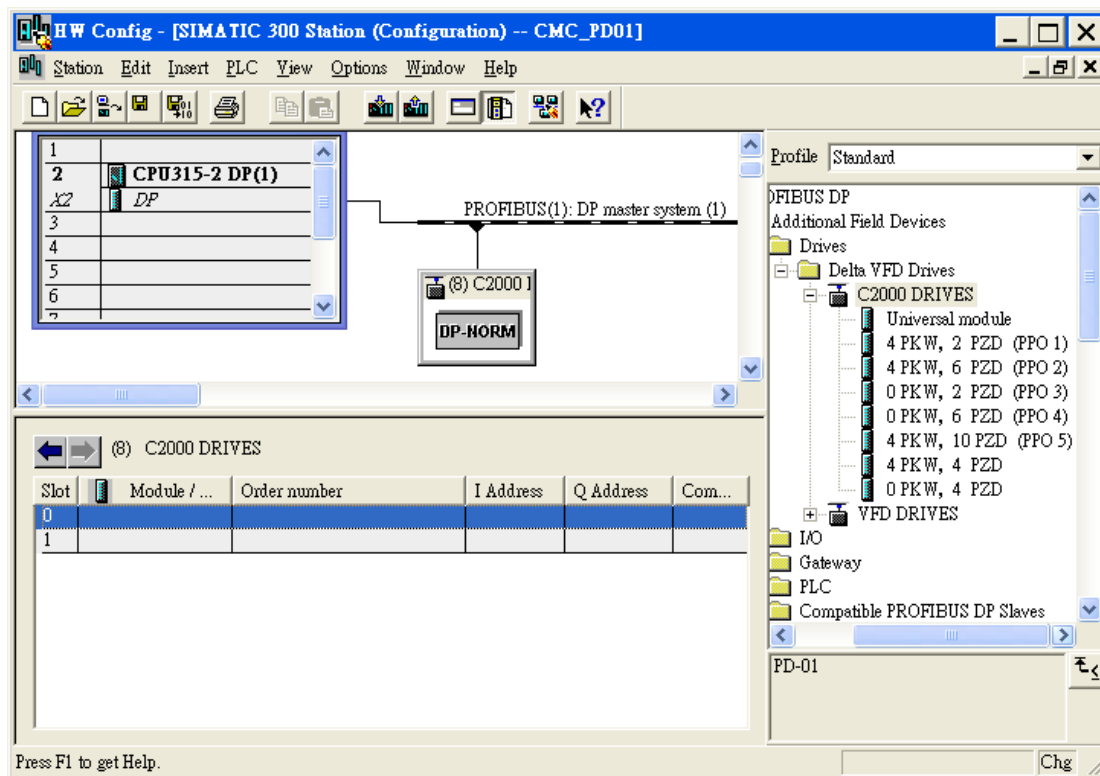 HW Config - [SIMATIC 300 Station (Configuration) -- CMC_PD01]
Station Edit Insert PLC View Options Window Help
1
2 CPU315-2 DP(1)
X2 DP
3
4
5
6
7
PROFIBUS(1): DP master system (1)
(8) C2000
DP-NORM
Profile Standard
OFIBUS DP
Additional Field Devices
Drives
Delta VFD Drives
C2000 DRIVES
Universal module
4 PKW, 2 PZD (PPO 1)
4 PKW, 6 PZD (PPO 2)
0 PKW, 2 PZD (PPO 3)
0 PKW, 6 PZD (PPO 4)
4 PKW, 10 PZD (PPO 5)
4 PKW, 4 PZD
0 PKW, 4 PZD
VFD DRIVES
I/O
Gateway
PLC
Compatible PROFIBUS DP Slaves
PD-01
(8) C2000 DRIVES
Slot Module / ... Order number I Address Q Address Com...
0
1
Press F1 to get Help.
Chg